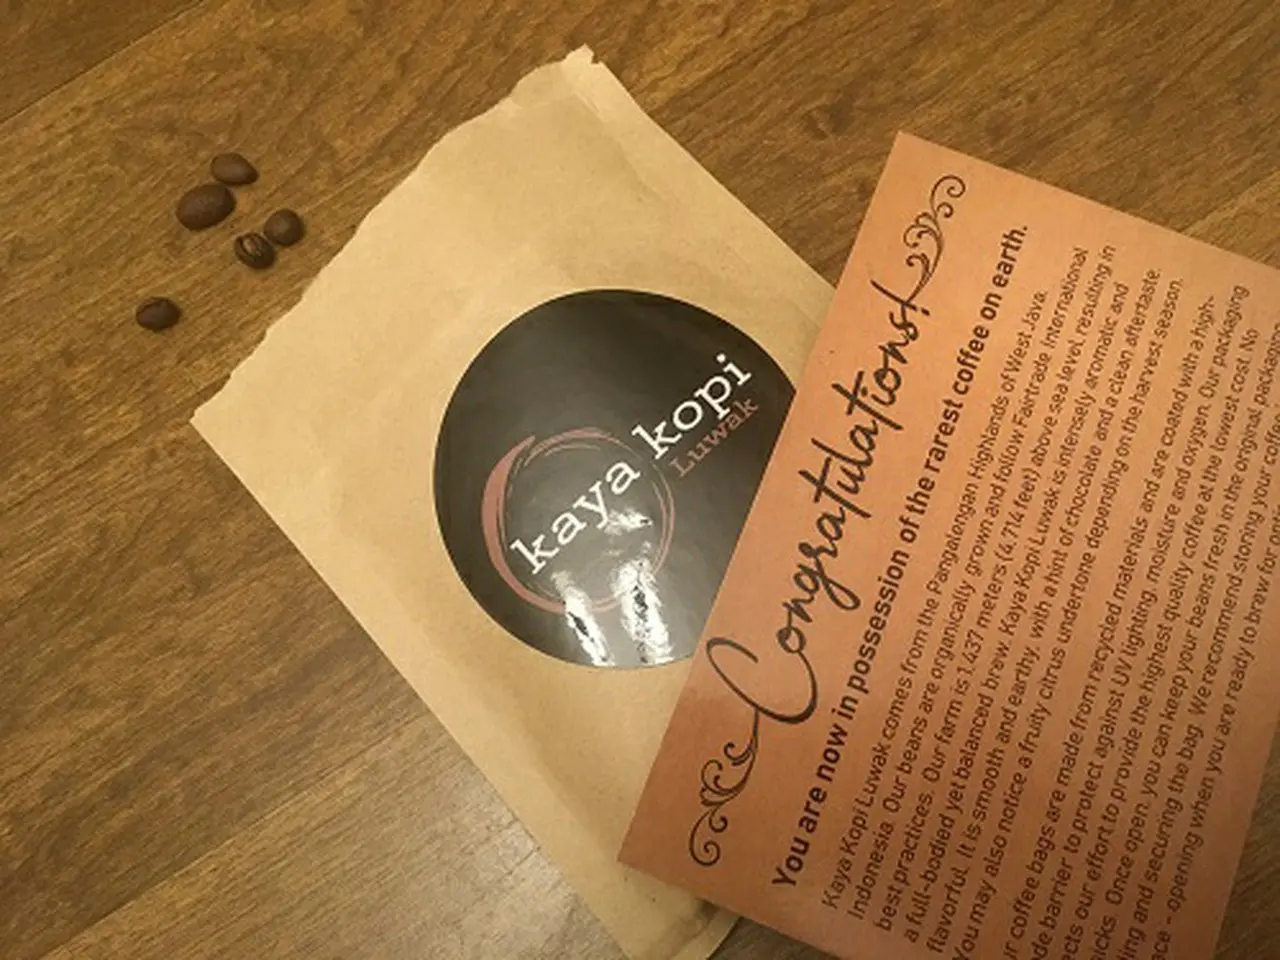 kaya kopi
Luwak
Congratulations!
You are now in possession of the rarest coffee on earth.
Kaya Kopi Luwak comes from the Pangalengan Highlands of West Java,
Indonesia. Our beans are organically grown and follow Fairtrade International
best practices. Our farm is 1,437 meters (4,714 feet) above sea level, resulting in
a full-bodied yet balanced brew. Kaya Kopi Luwak is intensely aromatic and
flavorful. It is smooth and earthy, with a hint of chocolate and a clean aftertaste.
You may also notice a fruity citrus undertone depending on the harvest season.
coffee bags are made from recycled materials and are coated with a high-
barrier to protect against UV lighting, moisture and oxygen. Our packaging
our effort to provide the highest quality coffee at the lowest cost. No
Once open, you can keep your beans fresh in the original packaging
and securing the bag. We recommend storing your coffee
- opening when you are ready to brew for